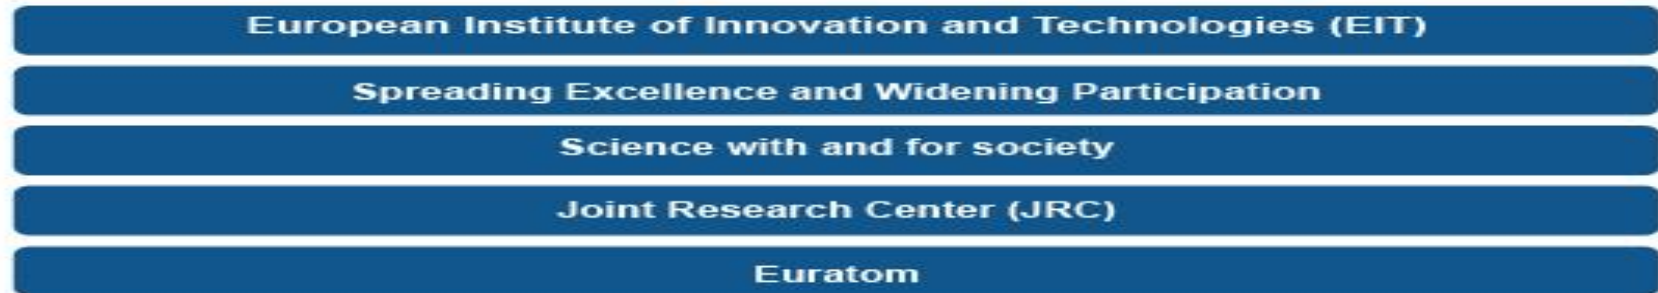 European Institute of Innovation and Technologies (EIT)
Spreading Excellence and Widening Participation
Science with and for society
Joint Research Center (JRC)
Euratom